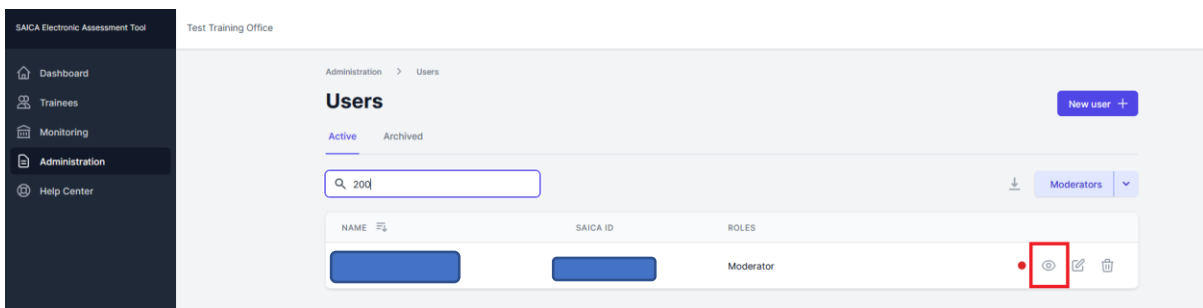 SAICA Electronic Assessment Tool
Test Training Office
Dashboard
Trainees
Monitoring
Administration
Help Center
Administration > Users
Users
New user +
Active Archived
200
Moderators
NAME SAICA ID ROLES
Moderator